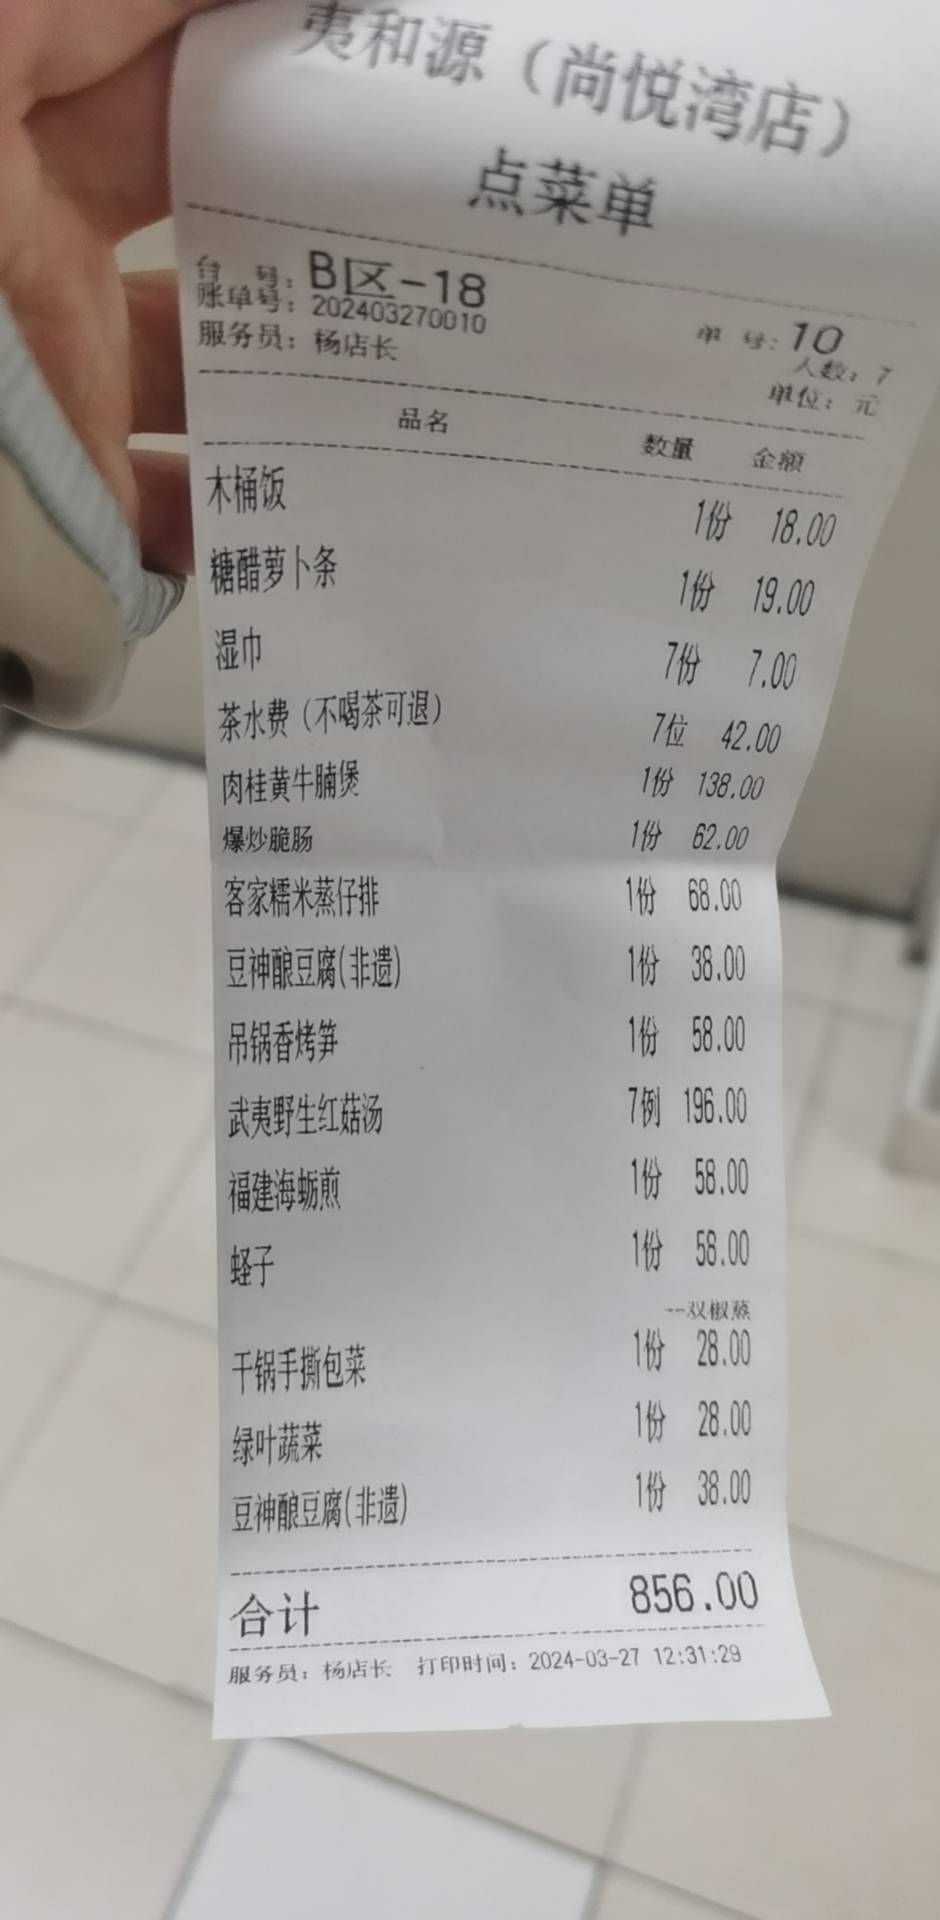 夷和源（尚悦湾店）
点菜单
台 号：B区-18
账单号：202403270010 单 号：10
服务员：杨店长 人数：7
单位：元
品名 数量 金额
木桶饭 1份 18.00
糖醋萝卜条 1份 19.00
湿巾 7份 7.00
茶水费（不喝茶可退） 7位 42.00
肉桂黄牛腩煲 1份 138.00
爆炒脆肠 1份 62.00
客家糯米蒸仔排 1份 68.00
豆神酿豆腐(非遗) 1份 38.00
吊锅香烤笋 1份 58.00
武夷野生红菇汤 7例 196.00
福建海蛎煎 1份 58.00
蛏子 1份 58.00
--双椒蒸
干锅手撕包菜 1份 28.00
绿叶蔬菜 1份 28.00
豆神酿豆腐(非遗) 1份 38.00
合计 856.00
服务员：杨店长 打印时间：2024-03-27 12:31:29